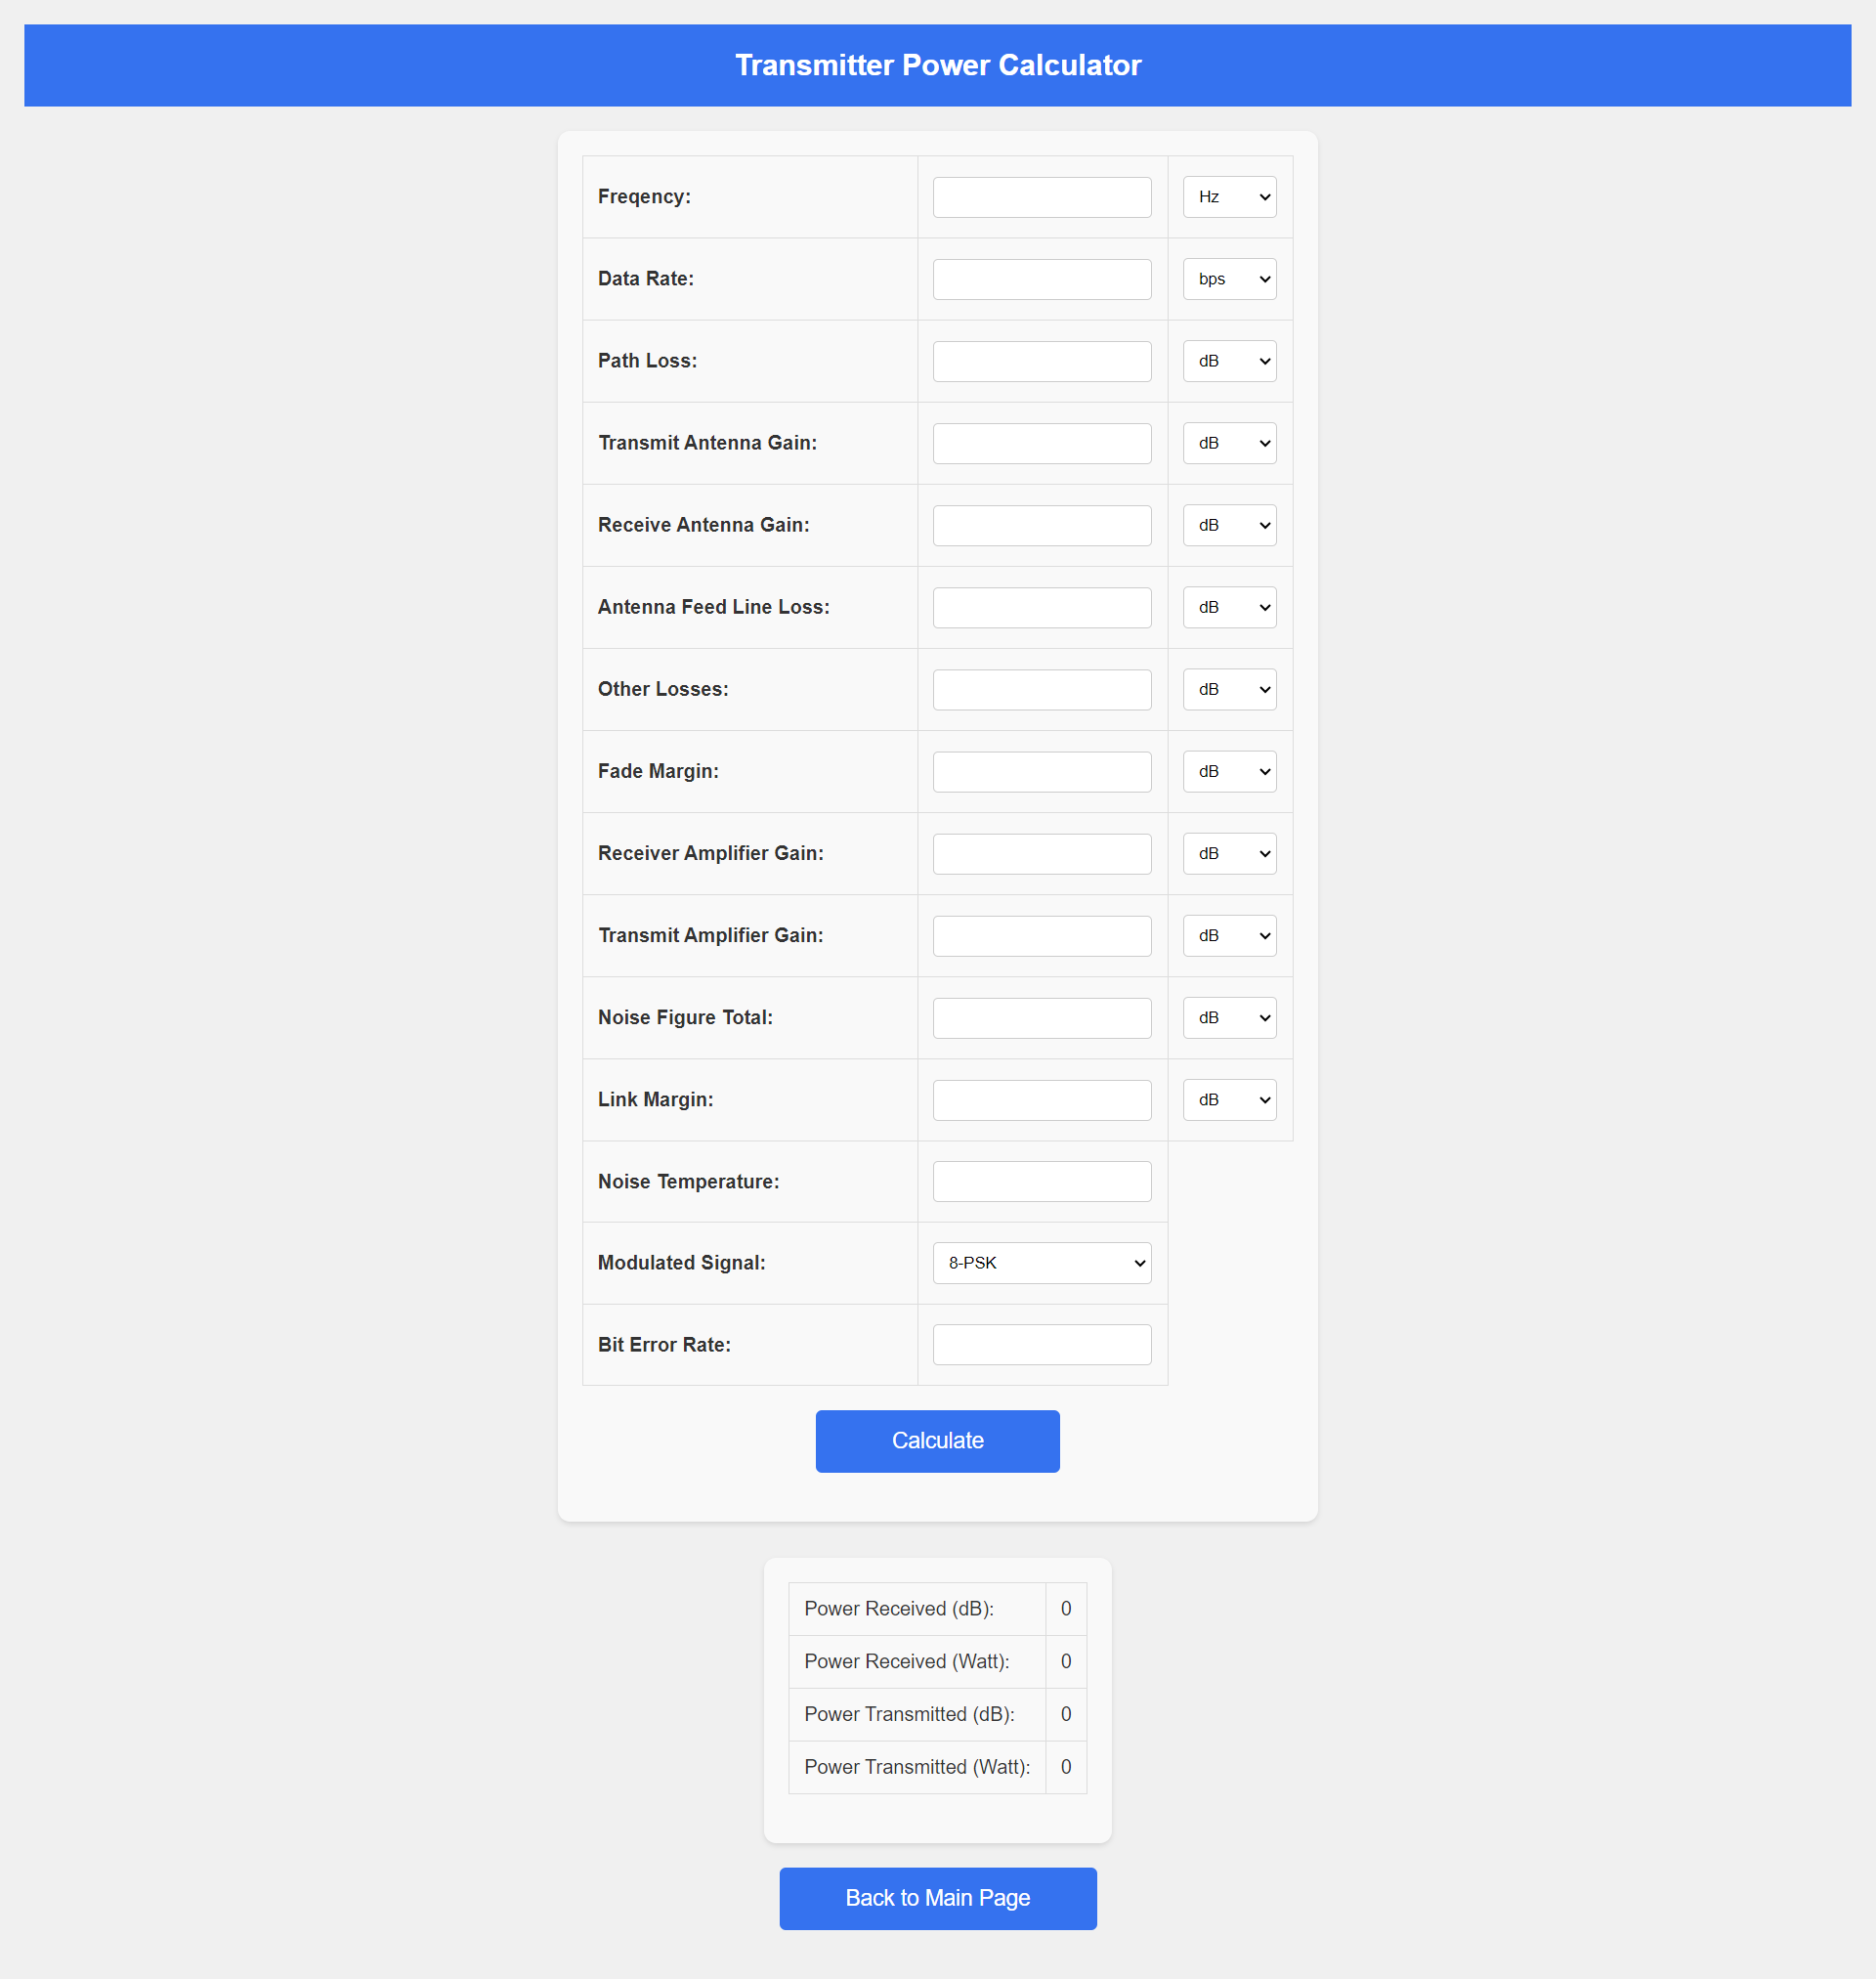 Transmitter Power Calculator
Freqency: Hz
Data Rate: bps
Path Loss: dB
Transmit Antenna Gain: dB
Receive Antenna Gain: dB
Antenna Feed Line Loss: dB
Other Losses: dB
Fade Margin: dB
Receiver Amplifier Gain: dB
Transmit Amplifier Gain: dB
Noise Figure Total: dB
Link Margin: dB
Noise Temperature:
Modulated Signal: 8-PSK
Bit Error Rate:
Calculate
Power Received (dB): 0
Power Received (Watt): 0
Power Transmitted (dB): 0
Power Transmitted (Watt): 0
Back to Main Page